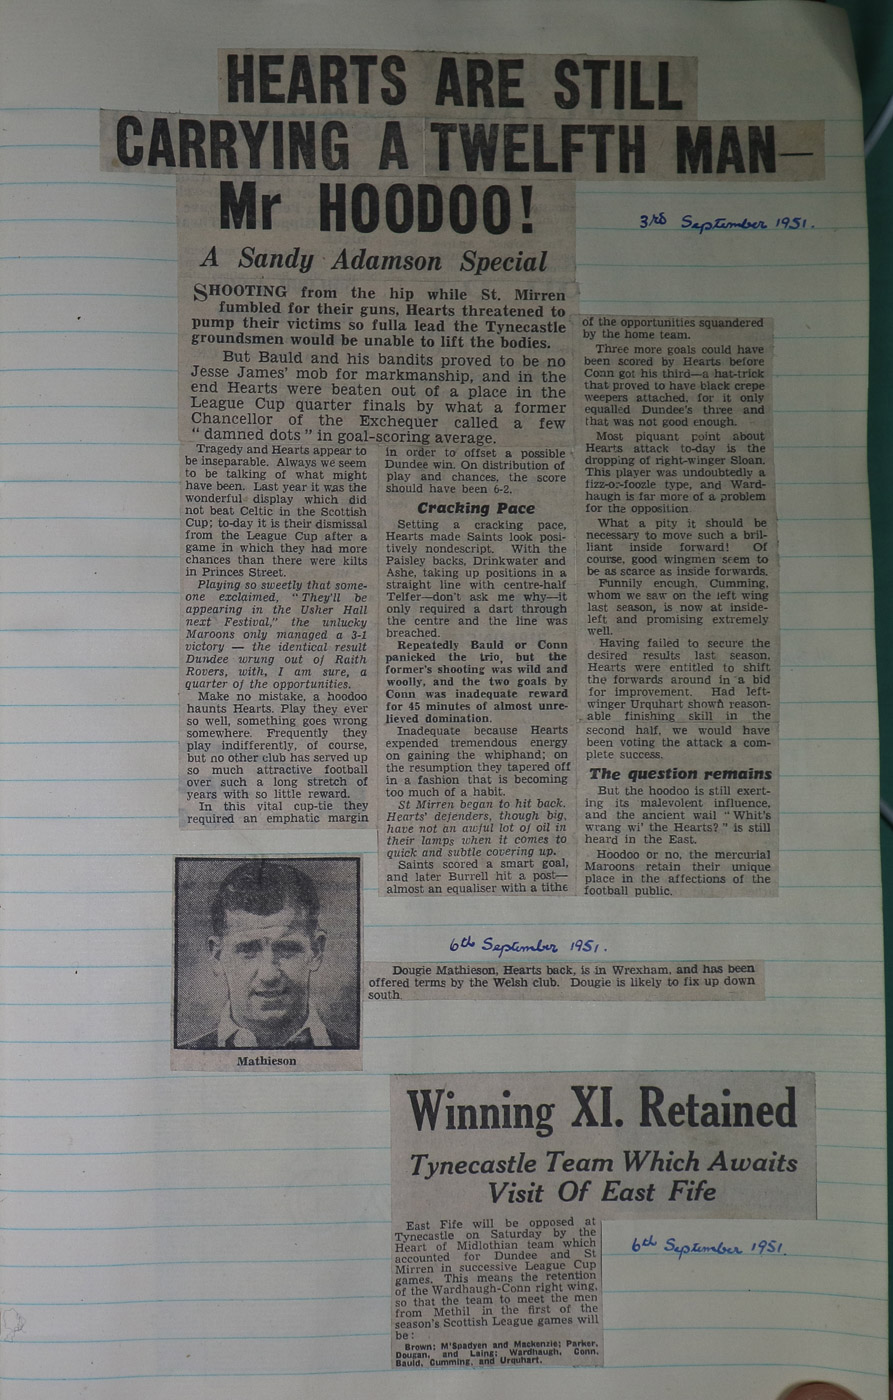 HEARTS ARE STILL
CARRYING A TWELFTH MAN—
Mr HOODOO!
3rd September 1951.
A Sandy Adamson Special
SHOOTING from the hip while St. Mirren
fumbled for their guns, Hearts threatened to
pump their victims so fulla lead the Tynecastle
groundsmen would be unable to lift the bodies.
But Bauld and his bandits proved to be no
Jesse James' mob for markmanship, and in the
end Hearts were beaten out of a place in the
League Cup quarter finals by what a former
Chancellor of the Exchequer called a few
"damned dots" in goal-scoring average.
Tragedy and Hearts appear to
be inseparable. Always we seem
to be talking of what might
have been. Last year it was the
wonderful display which did
not beat Celtic in the Scottish
Cup; to-day it is their dismissal
from the League Cup after a
game in which they had more
chances than there were kilts
in Princes Street.
Playing so sweetly that some-
one exclaimed, "They'll be
appearing in the Usher Hall
next Festival," the unlucky
Maroons only managed a 3-1
victory — the identical result
Dundee wrung out of Raith
Rovers, with, I am sure, a
quarter of the opportunities.
Make no mistake, a hoodoo
haunts Hearts. Play they ever
so well, something goes wrong
somewhere. Frequently they
play indifferently, of course,
but no other club has served up
so much attractive football
over such a long stretch of
years with so little reward.
In this vital cup-tie they
required an emphatic margin
in order to offset a possible
Dundee win. On distribution of
play and chances, the score
should have been 6-2.
Cracking Pace
Setting a cracking pace,
Hearts made Saints look posi-
tively nondescript. With the
Paisley backs, Drinkwater and
Ashe, taking up positions in a
straight line with centre-half
Telfer—don't ask me why—it
only required a dart through
the centre and the line was
breached.
Repeatedly Bauld or Conn
panicked the trio, but the
former's shooting was wild and
woolly, and the two goals by
Conn was inadequate reward
for 45 minutes of almost unre-
lieved domination.
Inadequate because Hearts
expended tremendous energy
on gaining the whiphand; on
the resumption they tapered off
in a fashion that is becoming
too much of a habit.
St Mirren began to hit back.
Hearts' defenders, though big,
have not an awful lot of oil in
their lamps when it comes to
quick and subtle covering up.
Saints scored a smart goal,
and later Burrell hit a post—
almost an equaliser with a tithe
of the opportunities squandered
by the home team.
Three more goals could have
been scored by Hearts before
Conn got his third—a hat-trick
that proved to have black crepe
weepers attached, for it only
equalled Dundee's three and
that was not good enough.
Most piquant point about
Hearts attack to-day is the
dropping of right-winger Sloan.
This player was undoubtedly a
fizz-or-foozle type, and Ward-
haugh is far more of a problem
for the opposition
What a pity it should be
necessary to move such a bril-
liant inside forward! Of
course, good wingmen seem to
be as scarce as inside forwards.
Funnily enough, Cumming,
whom we saw on the left wing
last season, is now at inside-
left and promising extremely
well.
Having failed to secure the
desired results last season,
Hearts were entitled to shift
the forwards around in a bid
for improvement. Had left-
winger Urquhart shown reason-
able finishing skill in the
second half, we would have
been voting the attack a com-
plete success.
The question remains
But the hoodoo is still exert-
ing its malevolent influence,
and the ancient wail "Whit's
wrang wi' the Hearts?" is still
heard in the East.
Hoodoo or no, the mercurial
Maroons retain their unique
place in the affections of the
football public.
Mathieson
6th September 1951.
Dougie Mathieson, Hearts back, is in Wrexham, and has been
offered terms by the Welsh club. Dougie is likely to fix up down
south.
Winning XI. Retained
Tynecastle Team Which Awaits
Visit Of East Fife
6th September 1951.
East Fife will be opposed at
Tynecastle on Saturday by the
Heart of Midlothian team which
accounted for Dundee and St
Mirren in successive League Cup
games. This means the retention
of the Wardhaugh-Conn right wing,
so that the team to meet the men
from Methil in the first of the
season's Scottish League games will
be:
Brown; M'Spadyen and Mackenzie; Parker,
Dougan, and Laing; Wardhaugh, Conn,
Bauld, Cumming, and Urquhart.